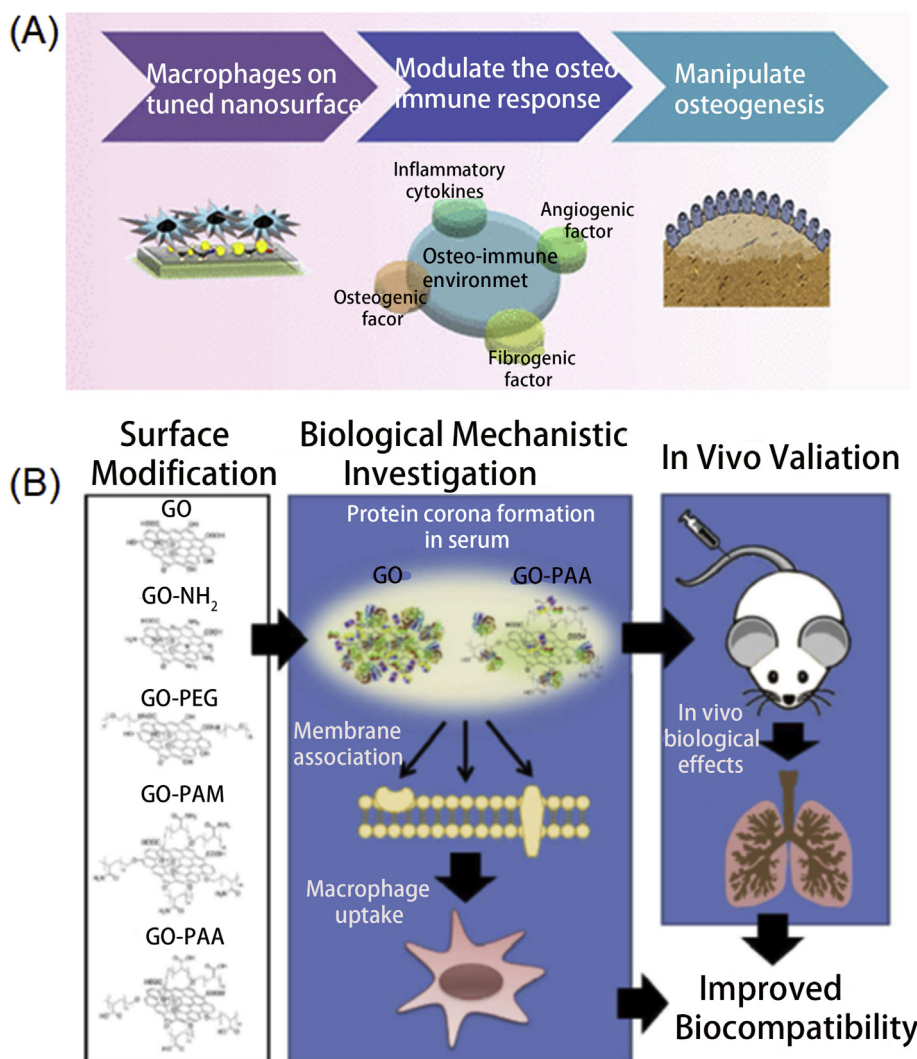 (A)
Macrophages on
tuned nanosurface
Modulate the osteo
immune response
Manipulate
osteogenesis
Inflammatory
cytokines
Angiogenic
factor
Osteo-immune
environmet
Osteogenic
facor
Fibrogenic
factor
(B)
Surface
Modification
Biological Mechanistic
Investigation
In Vivo Valiation
GO
GO-NH₂
GO-PEG
GO-PAM
GO-PAA
Protein corona formation
in serum
GO
GO-PAA
Membrane
association
Macrophage
uptake
In vivo
biological
effects
Improved
Biocompatibility